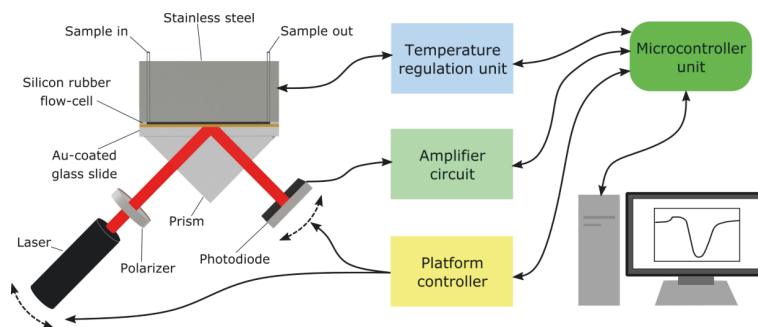 Sample in
Stainless steel
Sample out
Silicon rubber
flow-cell
Au-coated
glass slide
Prism
Laser
Polarizer
Photodiode
Temperature
regulation unit
Amplifier
circuit
Platform
controller
Microcontroller
unit